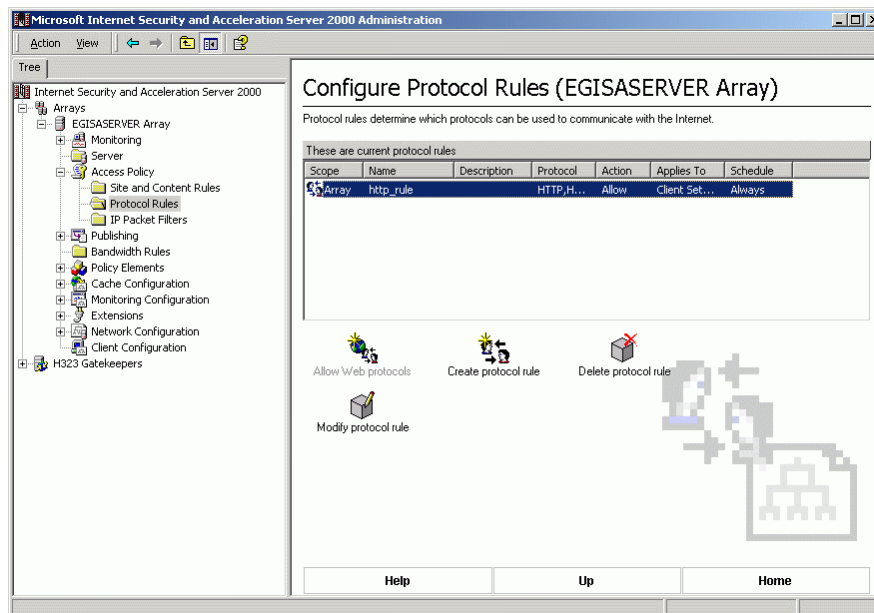 Microsoft Internet Security and Acceleration Server 2000 Administration
Action View
Tree
Internet Security and Acceleration Server 2000
Arrays
EGISASERVER Array
Monitoring
Server
Access Policy
Site and Content Rules
Protocol Rules
IP Packet Filters
Publishing
Bandwidth Rules
Policy Elements
Cache Configuration
Monitoring Configuration
Extensions
Network Configuration
Client Configuration
H323 Gatekeepers
Configure Protocol Rules (EGISASERVER Array)
Protocol rules determine which protocols can be used to communicate with the Internet.
These are current protocol rules
Scope Name Description Protocol Action Applies To Schedule
Array http_rule HTTP,H... Allow Client Set... Always
Allow Web protocols Create protocol rule Delete protocol rule
Modify protocol rule
Help Up Home